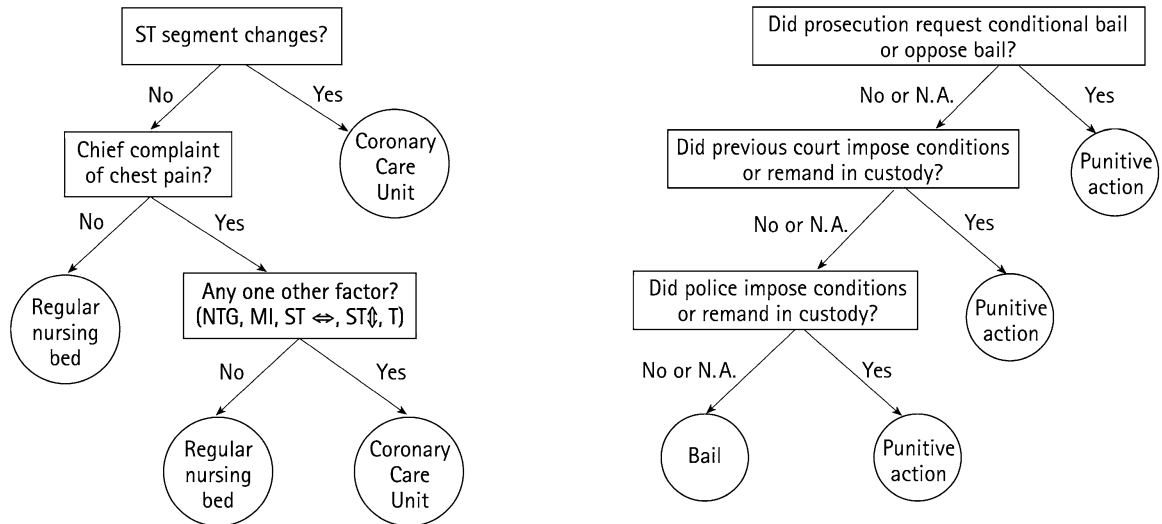 ST segment changes?
No
Yes
Chief complaint
of chest pain?
Coronary
Care
Unit
No
Yes
Regular
nursing
bed
Any one other factor?
(NTG, MI, ST ⇔, ST⇕, T)
No
Yes
Regular
nursing
bed
Coronary
Care
Unit
Did prosecution request conditional bail
or oppose bail?
No or N.A.
Yes
Did previous court impose conditions
or remand in custody?
Punitive
action
No or N.A.
Yes
Did police impose conditions
or remand in custody?
Punitive
action
No or N.A.
Yes
Bail
Punitive
action